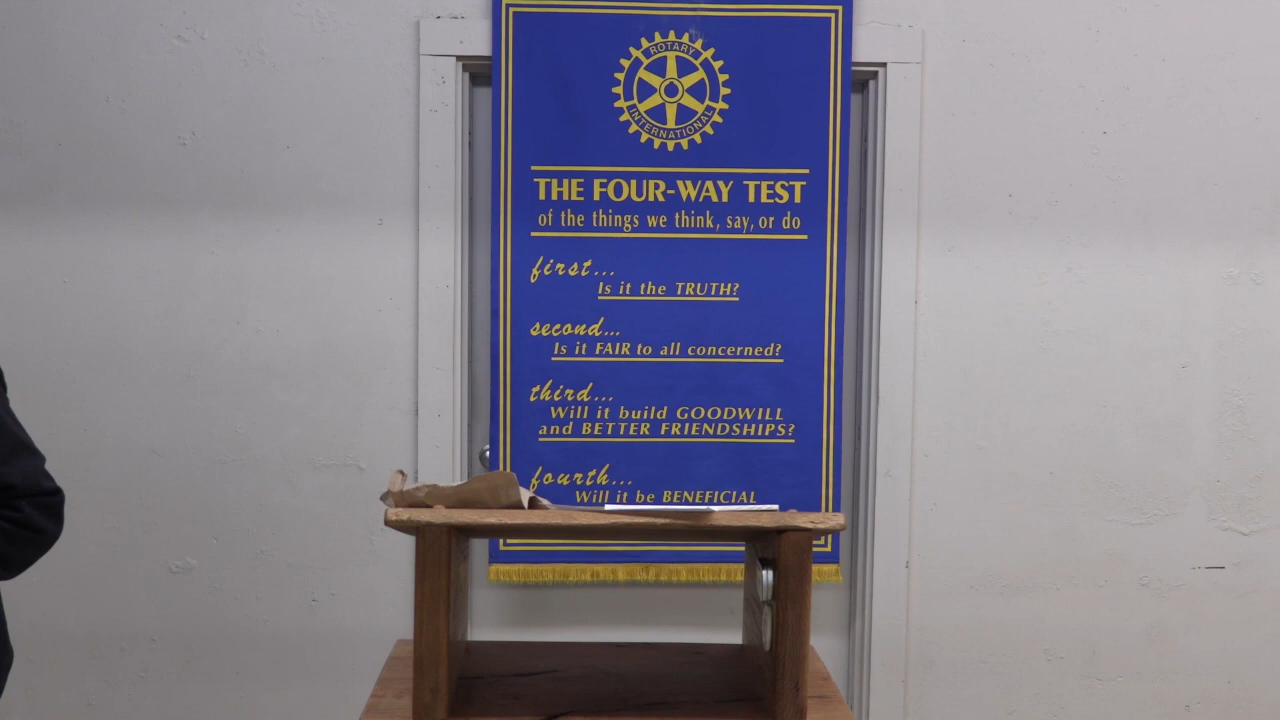 ROTARY
INTERNATIONAL
THE FOUR-WAY TEST
of the things we think, say, or do
first...
Is it the TRUTH?
second...
Is it FAIR to all concerned?
third...
Will it build GOODWILL
and BETTER FRIENDSHIPS?
fourth...
Will it be BENEFICIAL